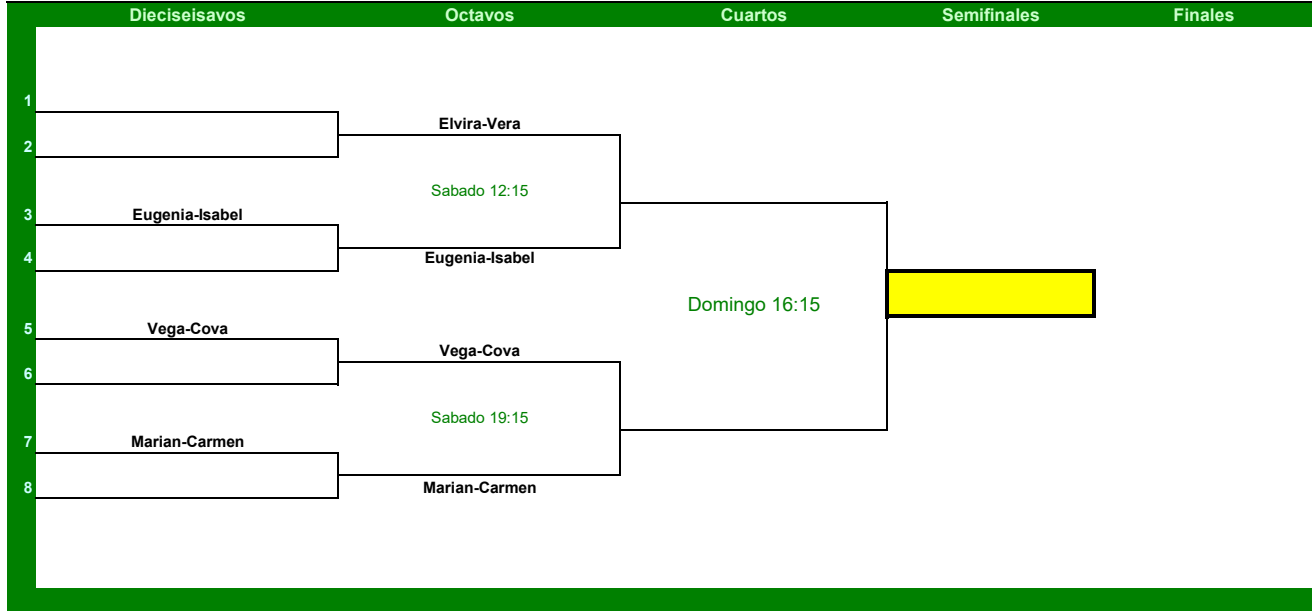 Dieciseisavos Octavos Cuartos Semifinales Finales
1
Elvira-Vera
2
Sabado 12:15
3 Eugenia-Isabel
4 Eugenia-Isabel
Domingo 16:15
5 Vega-Cova
Vega-Cova
6
Sabado 19:15
7 Marian-Carmen
8 Marian-Carmen